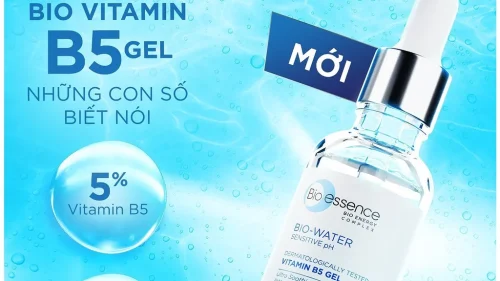 BIO VITAMIN
B5 GEL
NHỮNG CON SỐ
BIẾT NÓI
5%
Vitamin B5
MỚI
Bio essence
BIO ENERGY
COMPLEX
BIO-WATER
SENSITIVE pH
DERMATOLOGICALLY TESTED
VITAMIN B5 GEL